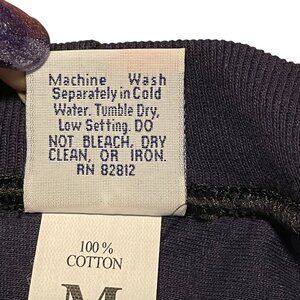 Machine Wash
Separately in Cold
Water. Tumble Dry,
Low Setting. DO
NOT BLEACH, DRY
CLEAN, OR IRON.
RN 82812
100%
COTTON
M